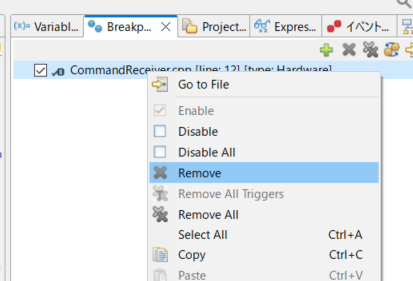 (x)= Variabl... Breakp... Project... Expres... イベント...
CommandReceiver.cpp [line: 12] [type: Hardware]
Go to File
Enable
Disable
Disable All
Remove
Remove All Triggers
Remove All
Select All Ctrl+A
Copy Ctrl+C
Paste Ctrl+V